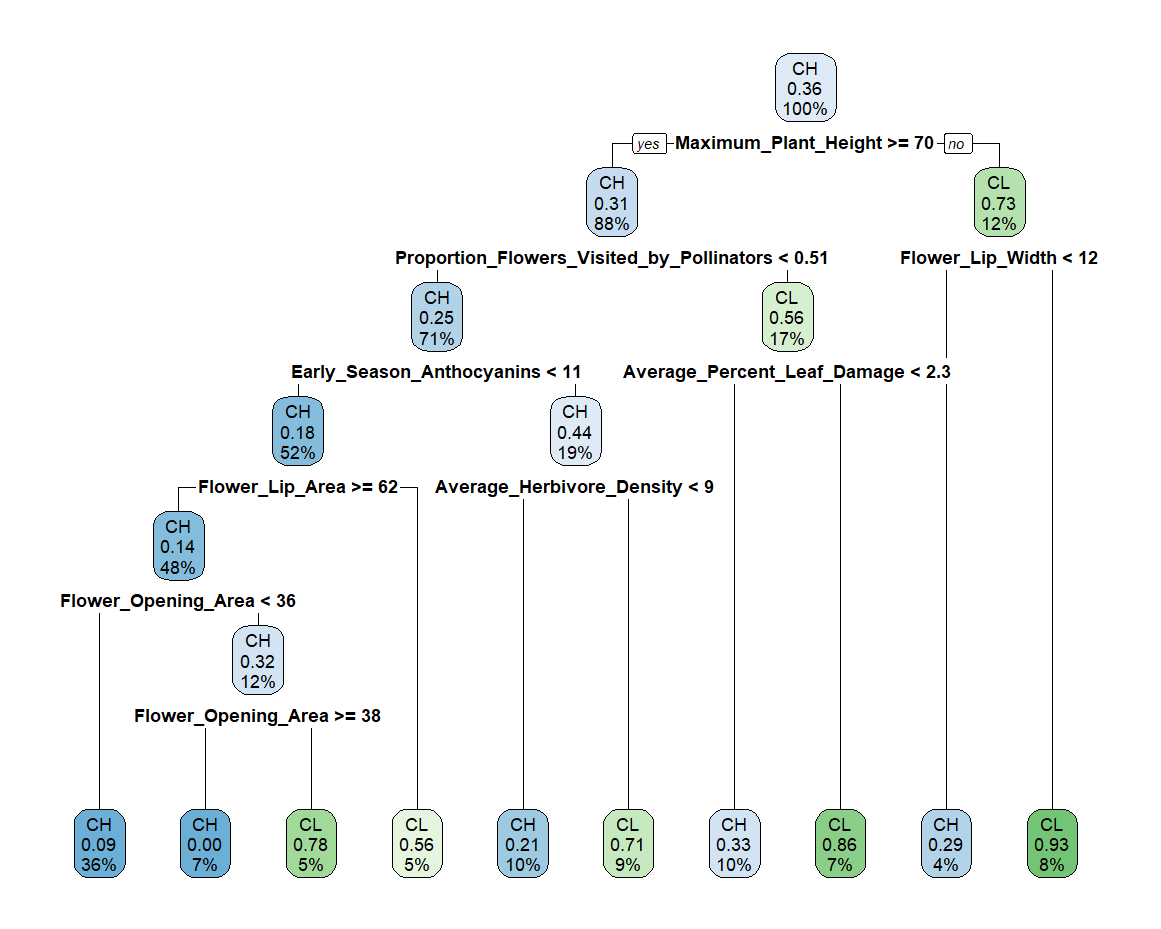 CH
0.36
100%
yes Maximum_Plant_Height >= 70 no
CH
0.31
88%
CL
0.73
12%
Proportion_Flowers_Visited_by_Pollinators < 0.51
Flower_Lip_Width < 12
CH
0.25
71%
CL
0.56
17%
Early_Season_Anthocyanins < 11
Average_Percent_Leaf_Damage < 2.3
CH
0.18
52%
CH
0.44
19%
Flower_Lip_Area >= 62
Average_Herbivore_Density < 9
CH
0.14
48%
Flower_Opening_Area < 36
CH
0.32
12%
Flower_Opening_Area >= 38
CH
0.09
36%
CH
0.00
7%
CL
0.78
5%
CL
0.56
5%
CH
0.21
10%
CL
0.71
9%
CH
0.33
10%
CL
0.86
7%
CH
0.29
4%
CL
0.93
8%